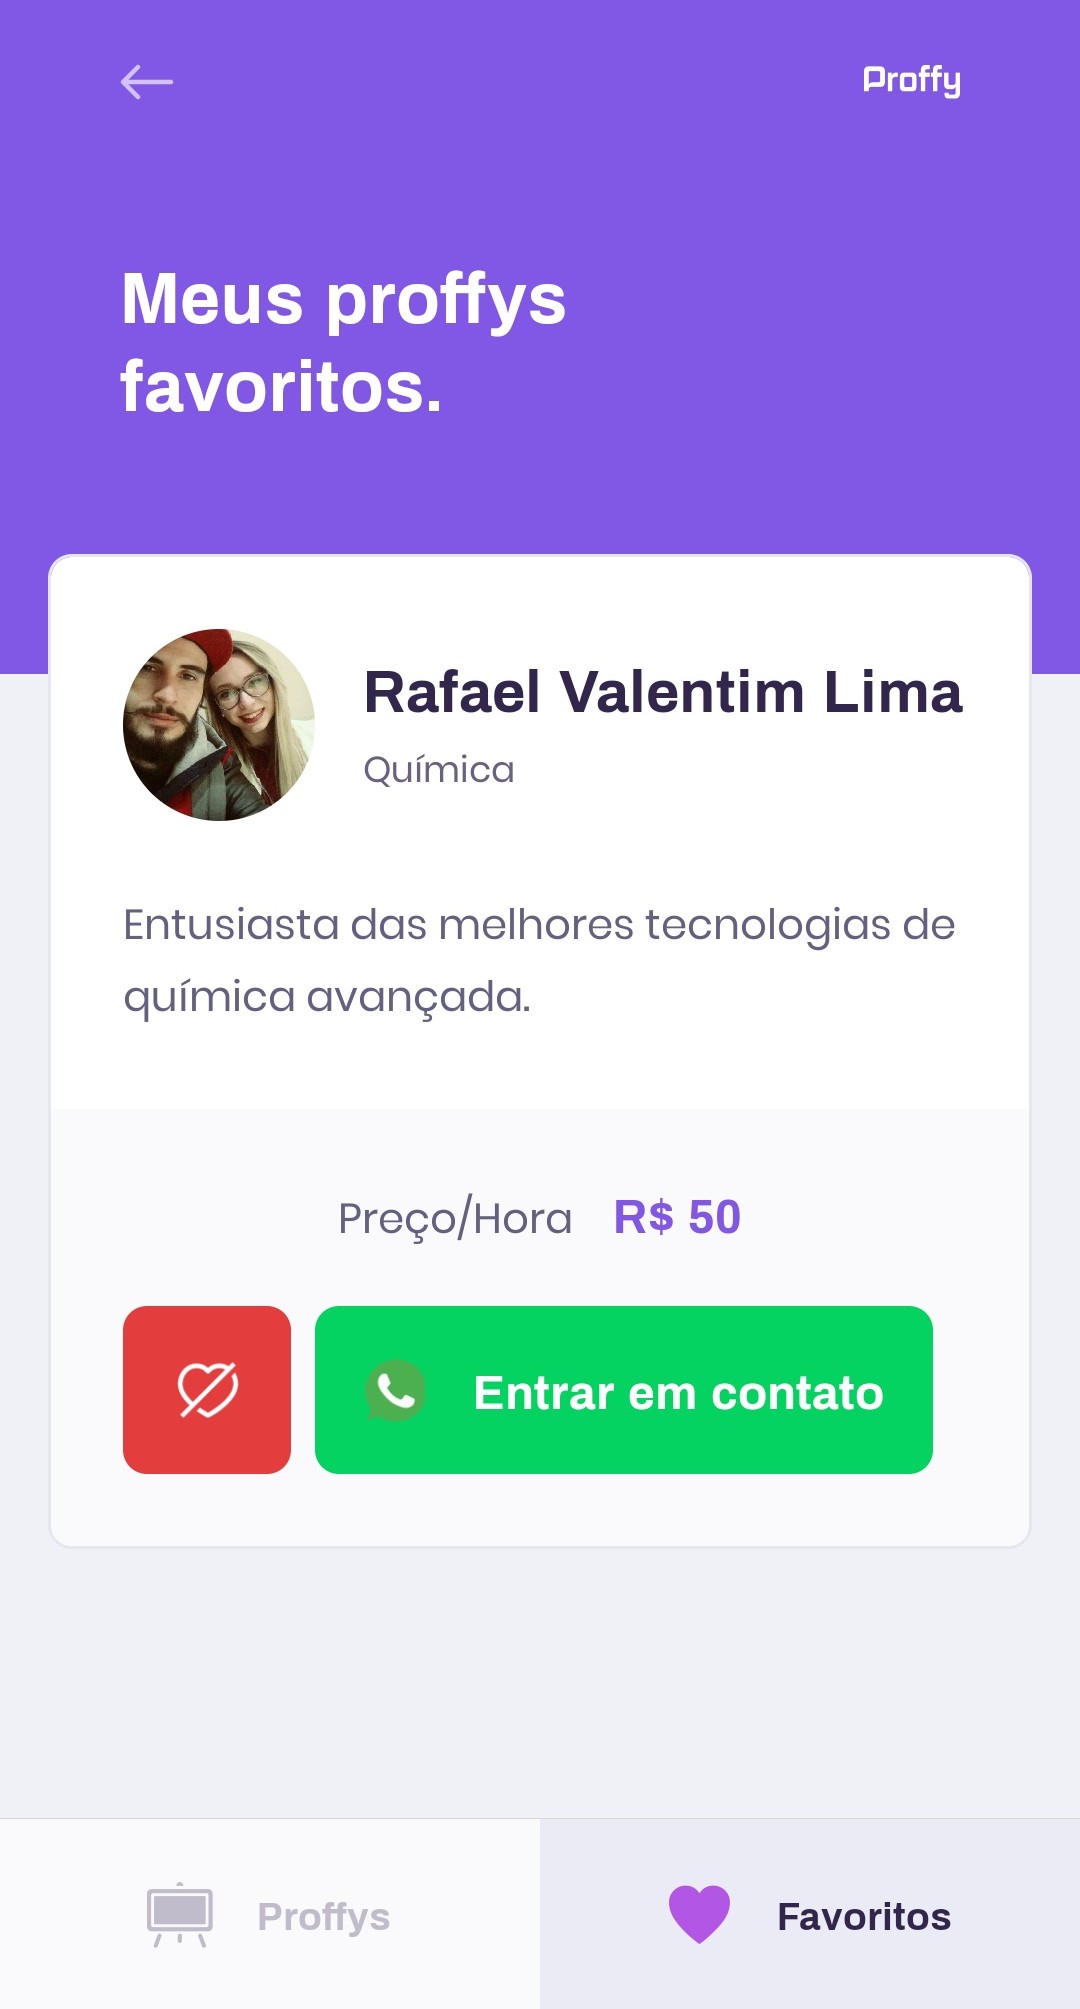 Proffy
Meus proffys
favoritos.
Rafael Valentim Lima
Química
Entusiasta das melhores tecnologias de
química avançada.
Preço/Hora R$ 50
Entrar em contato
Proffys
Favoritos